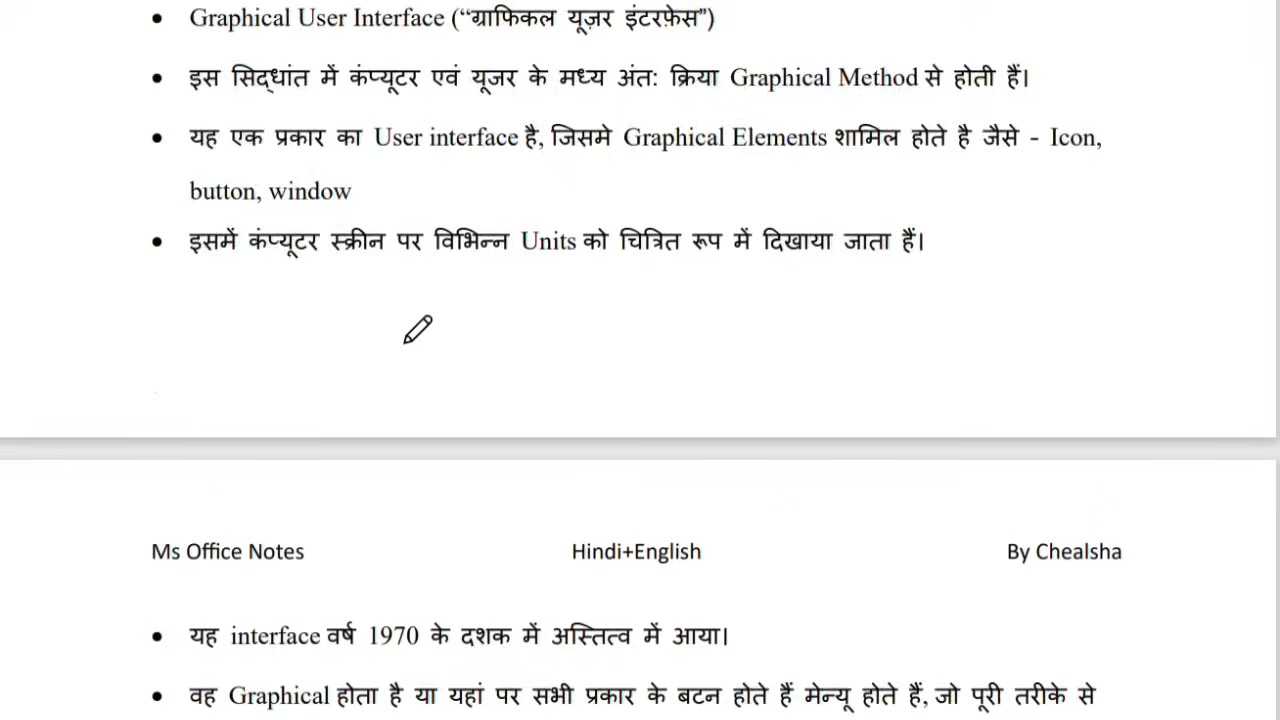 • Graphical User Interface (“ग्राफिकल यूज़र इंटरफ़ेस”)
• इस सिद्धांत में कंप्यूटर एवं यूजर के मध्य अंत: क्रिया Graphical Method से होती हैं।
• यह एक प्रकार का User interface है, जिसमे Graphical Elements शामिल होते है जैसे - Icon,
button, window
• इसमें कंप्यूटर स्क्रीन पर विभिन्न Units को चित्रित रूप में दिखाया जाता हैं।
Ms Office Notes Hindi+English By Chealsha
• यह interface वर्ष 1970 के दशक में अस्तित्व में आया।
• वह Graphical होता है या यहां पर सभी प्रकार के बटन होते हैं मेन्यू होते हैं, जो पूरी तरीके से